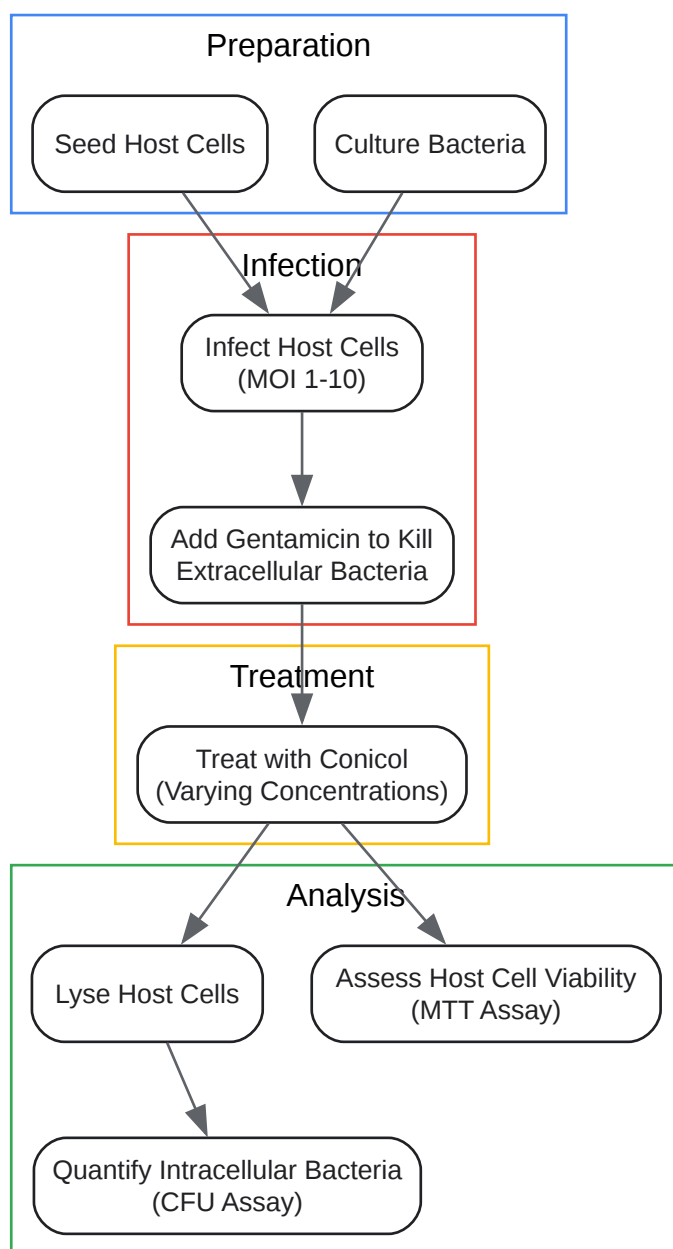 Preparation
Seed Host Cells
Culture Bacteria
Infection
Infect Host Cells
(MOI 1-10)
Add Gentamicin to Kill
Extracellular Bacteria
Treatment
Treat with Conicol
(Varying Concentrations)
Analysis
Lyse Host Cells
Assess Host Cell Viability
(MTT Assay)
Quantify Intracellular Bacteria
(CFU Assay)